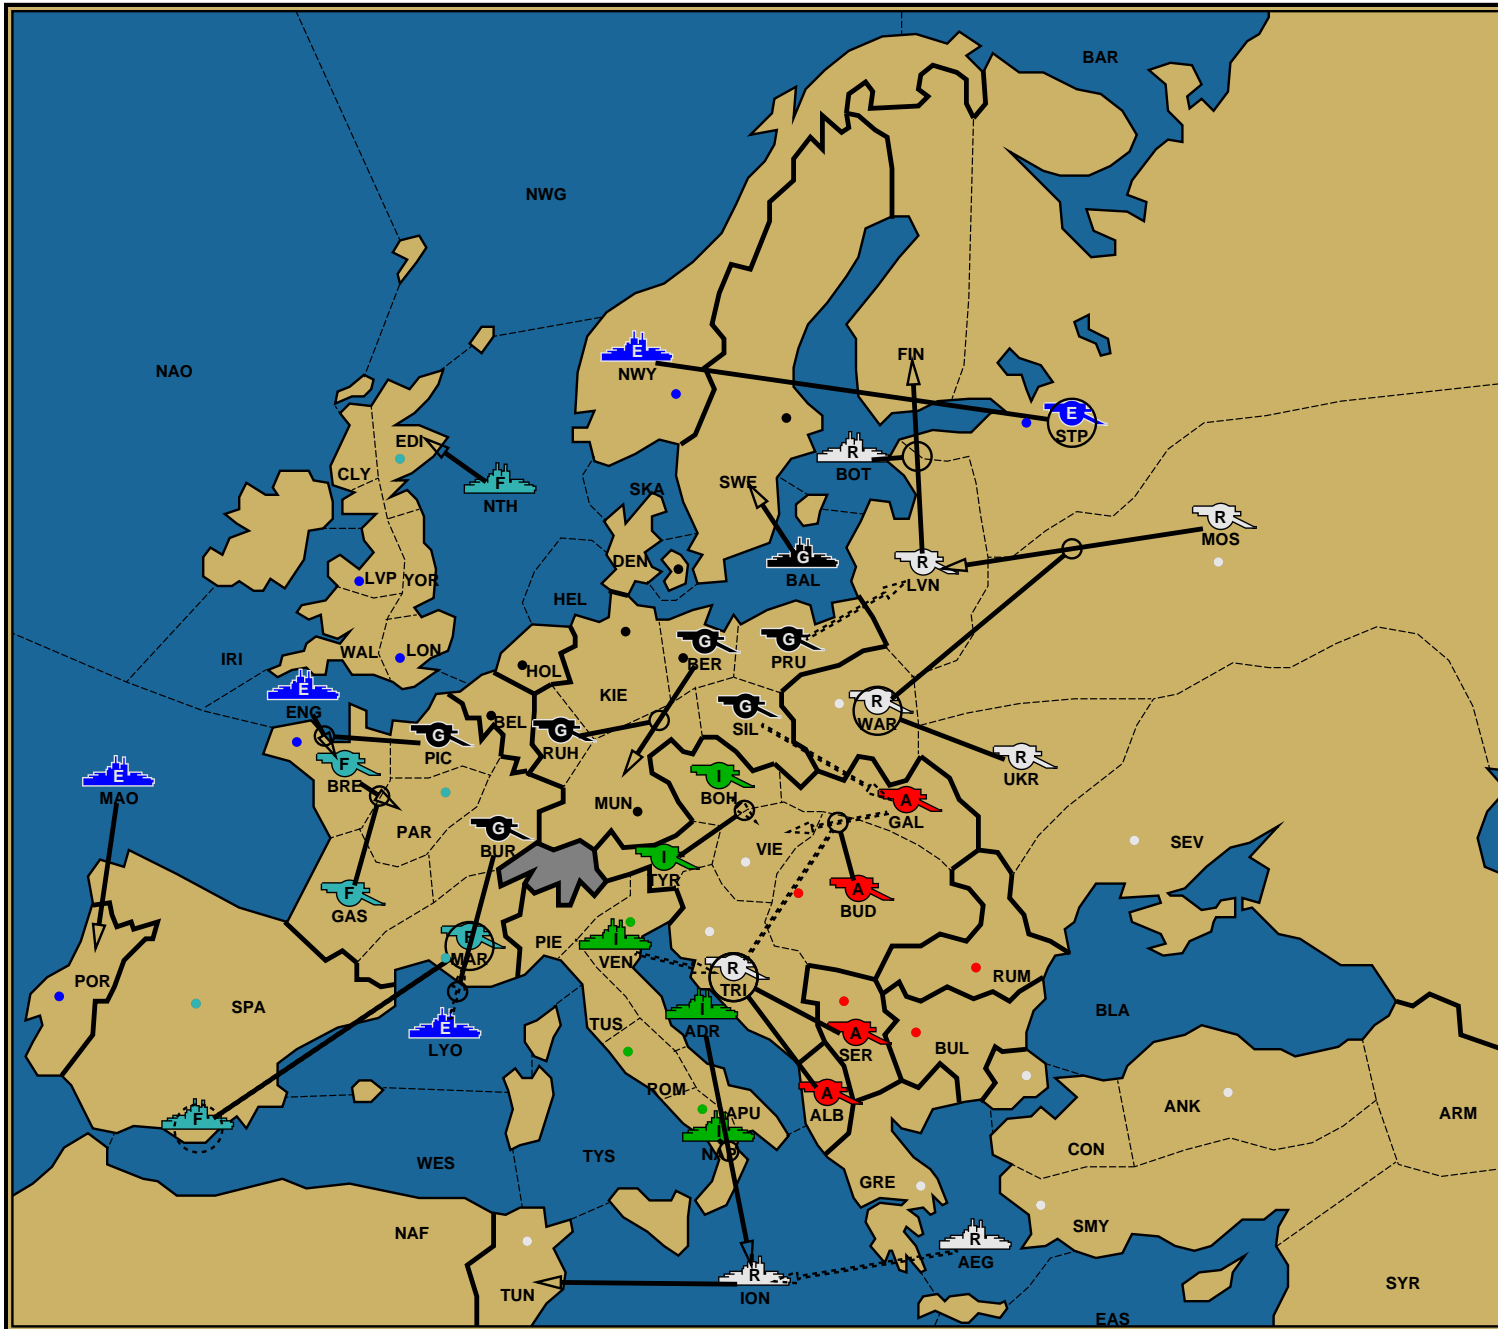 BAR
NWG
NAO
FIN
E
NWY
E
STP
EDI
CLY
F
NTH
SKA
SWE
R
BOT
R
MOS
DEN
G
BAL
R
LVN
LVP
YOR
HEL
IRI
WAL
LON
HOL
KIE
G
BER
G
PRU
E
ENG
BEL
G
PIC
G
RUH
G
SIL
R
WAR
R
UKR
E
MAO
F
BRE
PAR
MUN
I
BOH
A
GAL
G
BUR
I
TYR
VIE
SEV
F
GAS
A
BUD
F
MAR
PIE
I
VEN
R
TRI
RUM
POR
SPA
E
LYO
TUS
I
ADR
A
SER
BUL
BLA
ROM
APU
A
ALB
ANK
ARM
F
I
NAP
CON
WES
TYS
GRE
SMY
NAF
R
AEG
R
ION
TUN
SYR
EAS